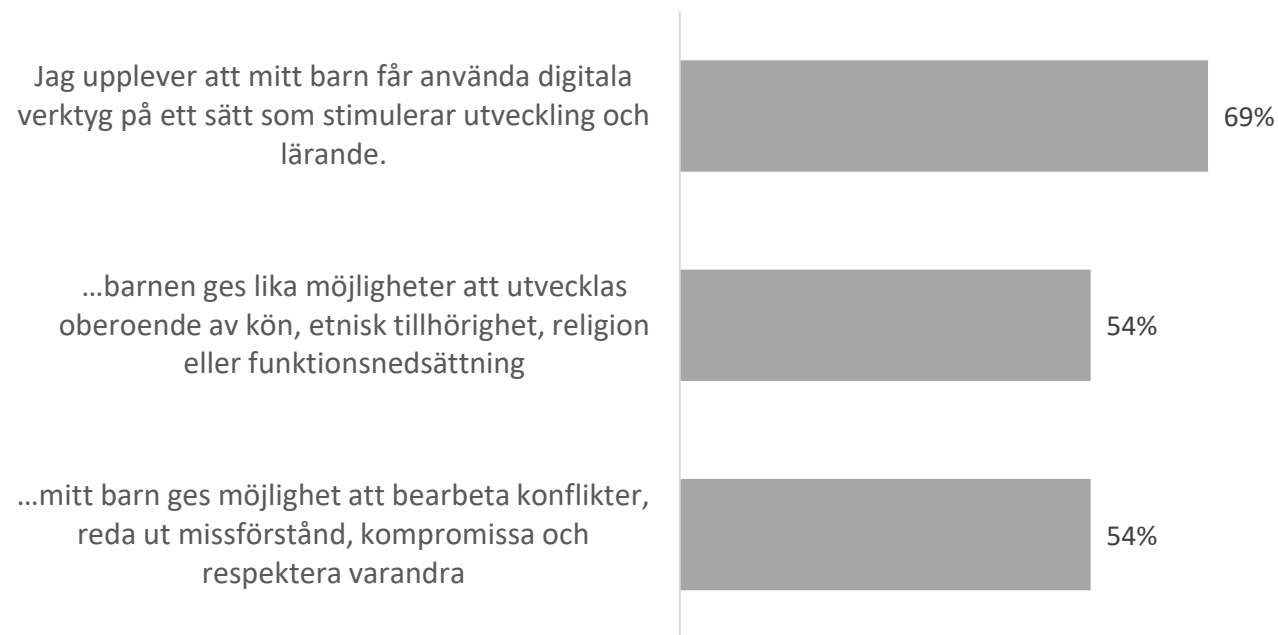 Jag upplever att mitt barn får använda digitala
verktyg på ett sätt som stimulerar utveckling och
lärande.
69%
…barnen ges lika möjligheter att utvecklas
oberoende av kön, etnisk tillhörighet, religion
eller funktionsnedsättning
54%
…mitt barn ges möjlighet att bearbeta konflikter,
reda ut missförstånd, kompromissa och
respektera varandra
54%